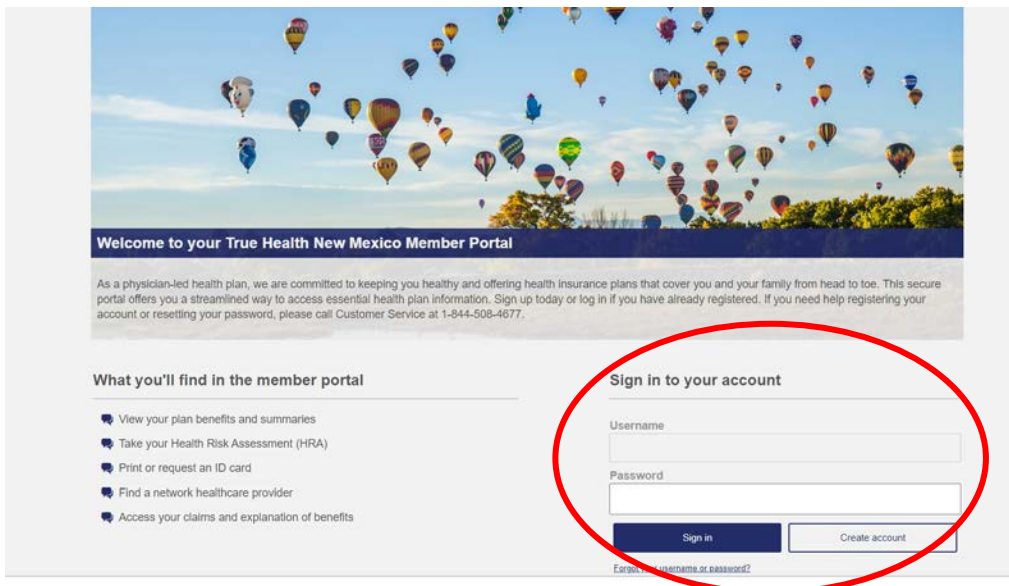 Welcome to your True Health New Mexico Member Portal
As a physician-led health plan, we are committed to keeping you healthy and offering health insurance plans that cover you and your family from head to toe. This secure
portal offers you a streamlined way to access essential health plan information. Sign up today or log in if you have already registered. If you need help registering your
account or resetting your password, please call Customer Service at 1-844-508-4677.
What you'll find in the member portal
View your plan benefits and summaries
Take your Health Risk Assessment (HRA)
Print or request an ID card
Find a network healthcare provider
Access your claims and explanation of benefits
Sign in to your account
Username
Password
Sign in
Create account
Forgot your username or password?